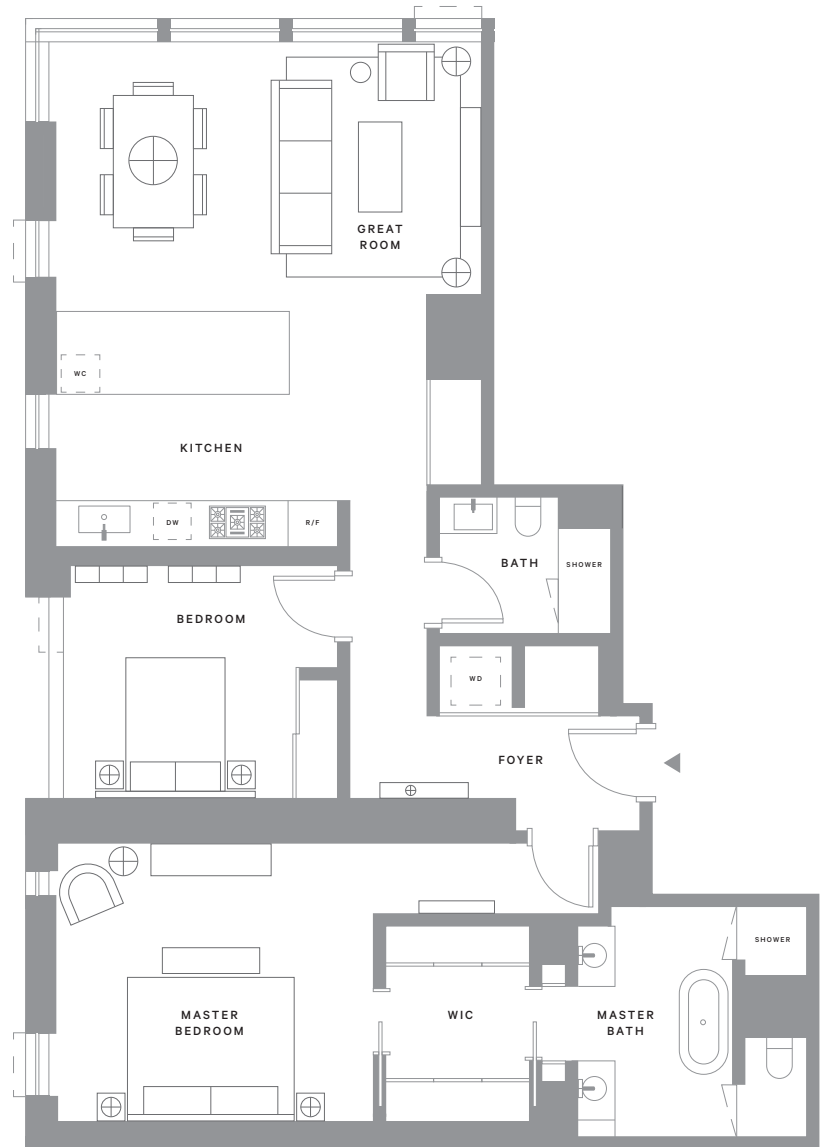 GREAT
ROOM
WC
KITCHEN
DW
R/F
BATH
SHOWER
BEDROOM
WD
FOYER
SHOWER
MASTER
BEDROOM
WIC
MASTER
BATH